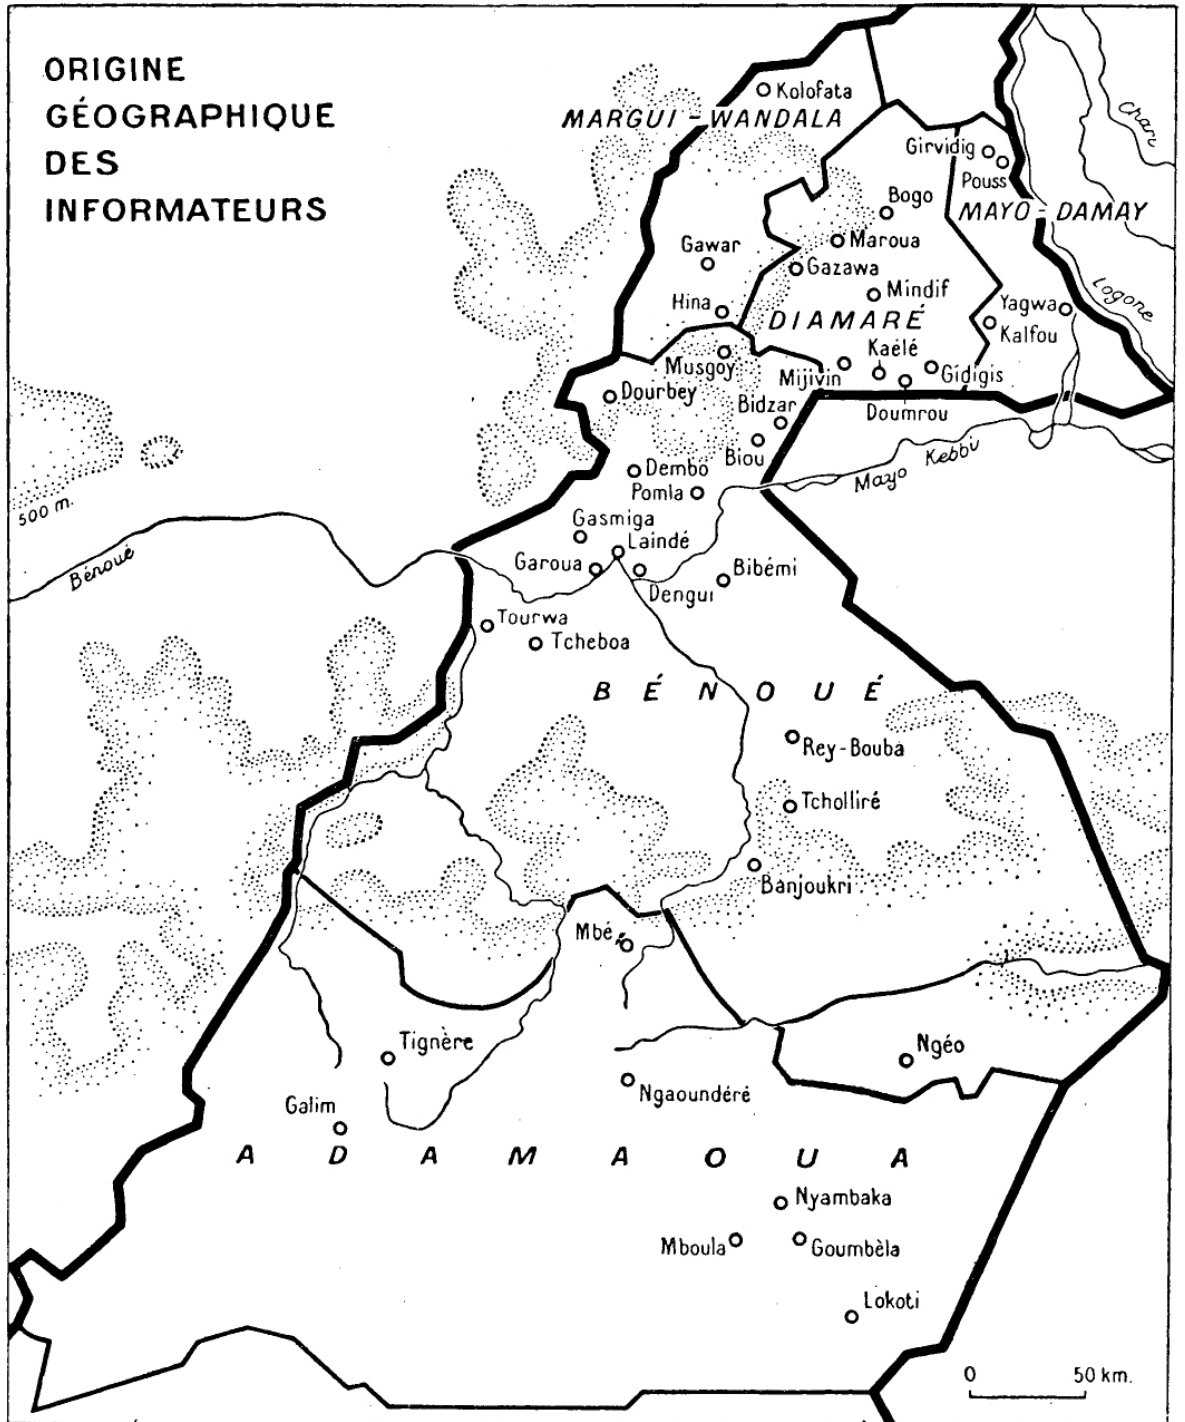 ORIGINE
GÉOGRAPHIQUE
DES
INFORMATEURS
Kolofata
MARGUI-WANDALA
Chari
Girvidig
Pouss
Bogo
MAYO-DAMAY
Gawar
Maroua
Gazawa
Mindif
Logone
Hina
Yagwa
DIAMARÉ
Kalfou
Kaélé
Musgoy
Mijivin
Gidigis
Dourbey
Bidzar
Doumrou
Biou
Mayo Kebbi
Dembo
Pomla
500 m.
Gasmiga
Laindé
Bénoué
Garoua
Bibémi
Dengui
Tourwa
Tcheboa
BÉNOUÉ
Rey-Bouba
Tcholliré
Banjoukri
Mbé
Tignère
Ngéo
Ngaoundéré
Galim
ADAMAOUA
Nyambaka
Mboula
Goumbèla
Lokoti
0 50 km.